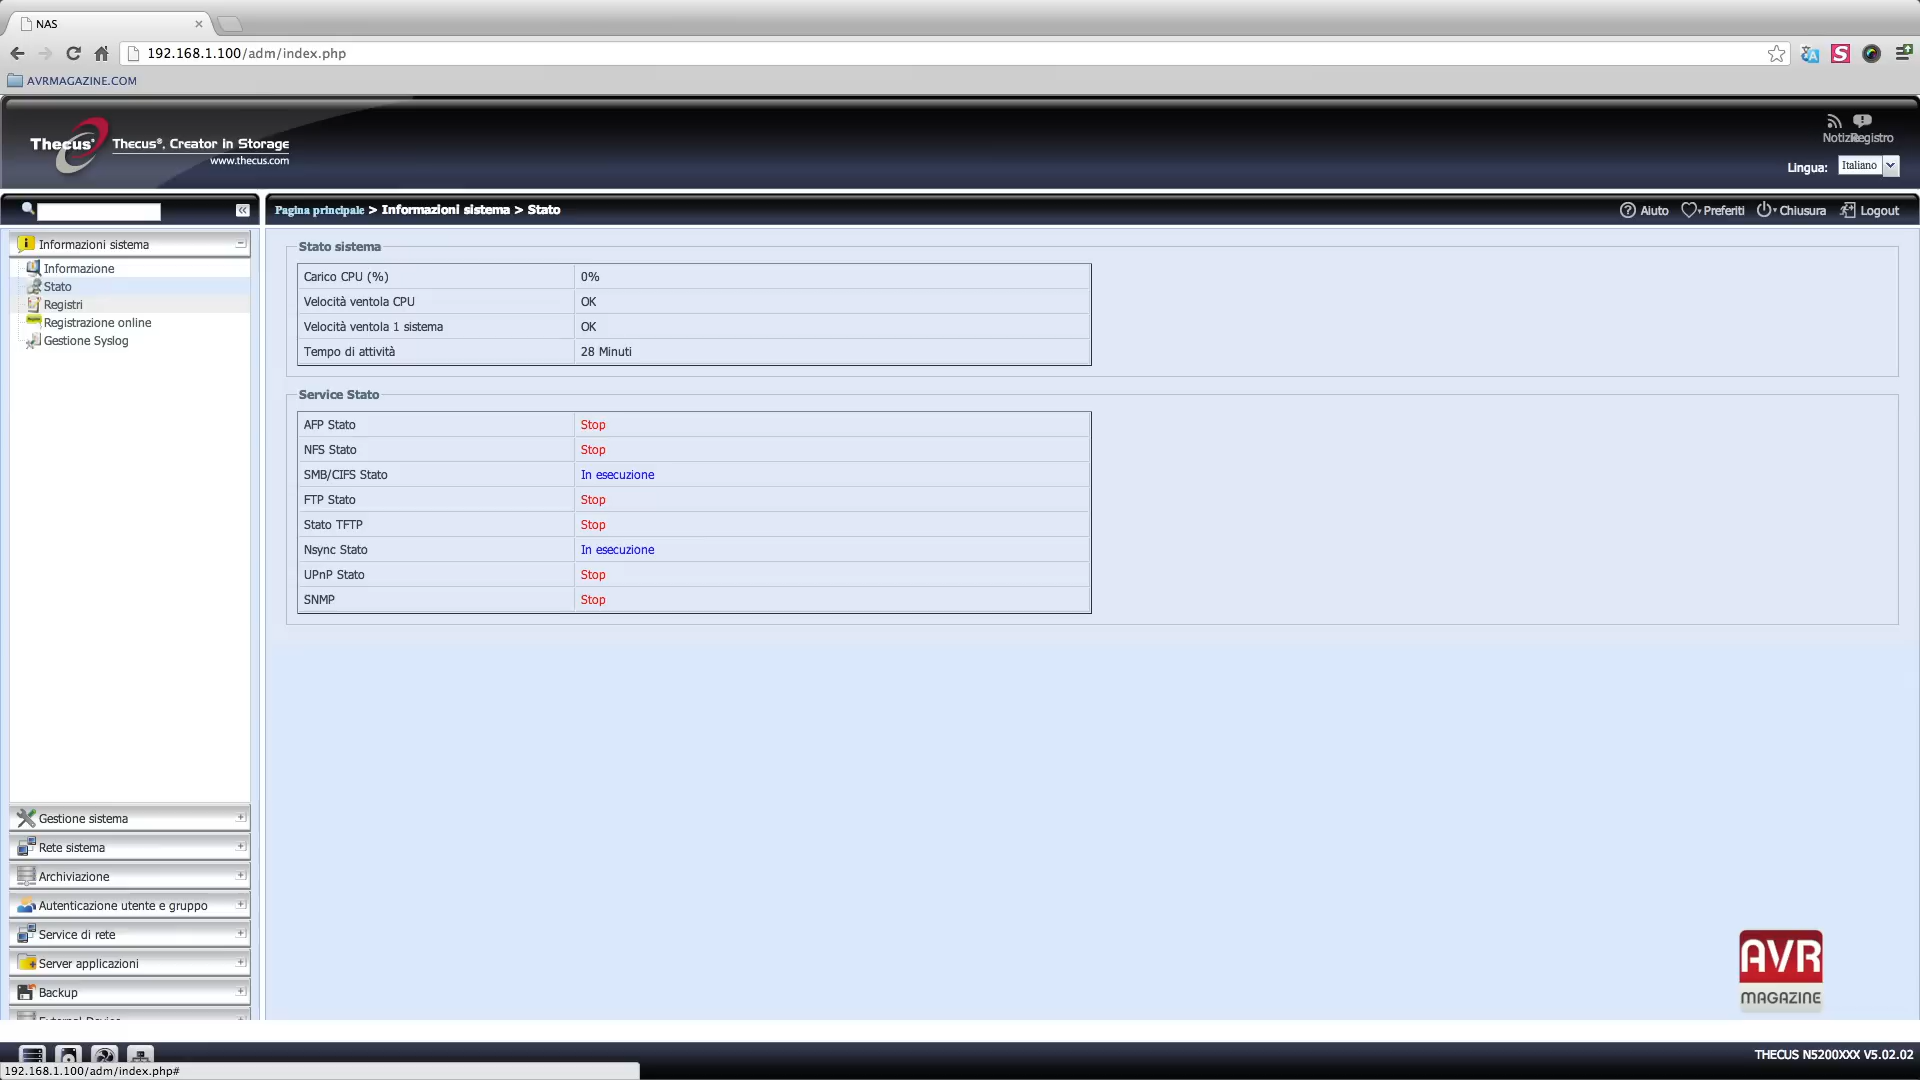 NAS
192.168.1.100/adm/index.php
AVRMAGAZINE.COM
Thecus® Thecus®, Creator in Storage
www.thecus.com
Notizie Registro
Lingua: Italiano
Pagina principale > Informazioni sistema > Stato
Aiuto Preferiti Chiusura Logout
Informazioni sistema
Informazione
Stato
Registri
Registrazione online
Gestione Syslog
Stato sistema
Carico CPU (%) 0%
Velocità ventola CPU OK
Velocità ventola 1 sistema OK
Tempo di attività 28 Minuti
Service Stato
AFP Stato Stop
NFS Stato Stop
SMB/CIFS Stato In esecuzione
FTP Stato Stop
Stato TFTP Stop
Nsync Stato In esecuzione
UPnP Stato Stop
SNMP Stop
Gestione sistema
Rete sistema
Archiviazione
Autenticazione utente e gruppo
Service di rete
Server applicazioni
Backup
External Device
AVR
MAGAZINE
THECUS N5200XXX V5.02.02
192.168.1.100/adm/index.php#